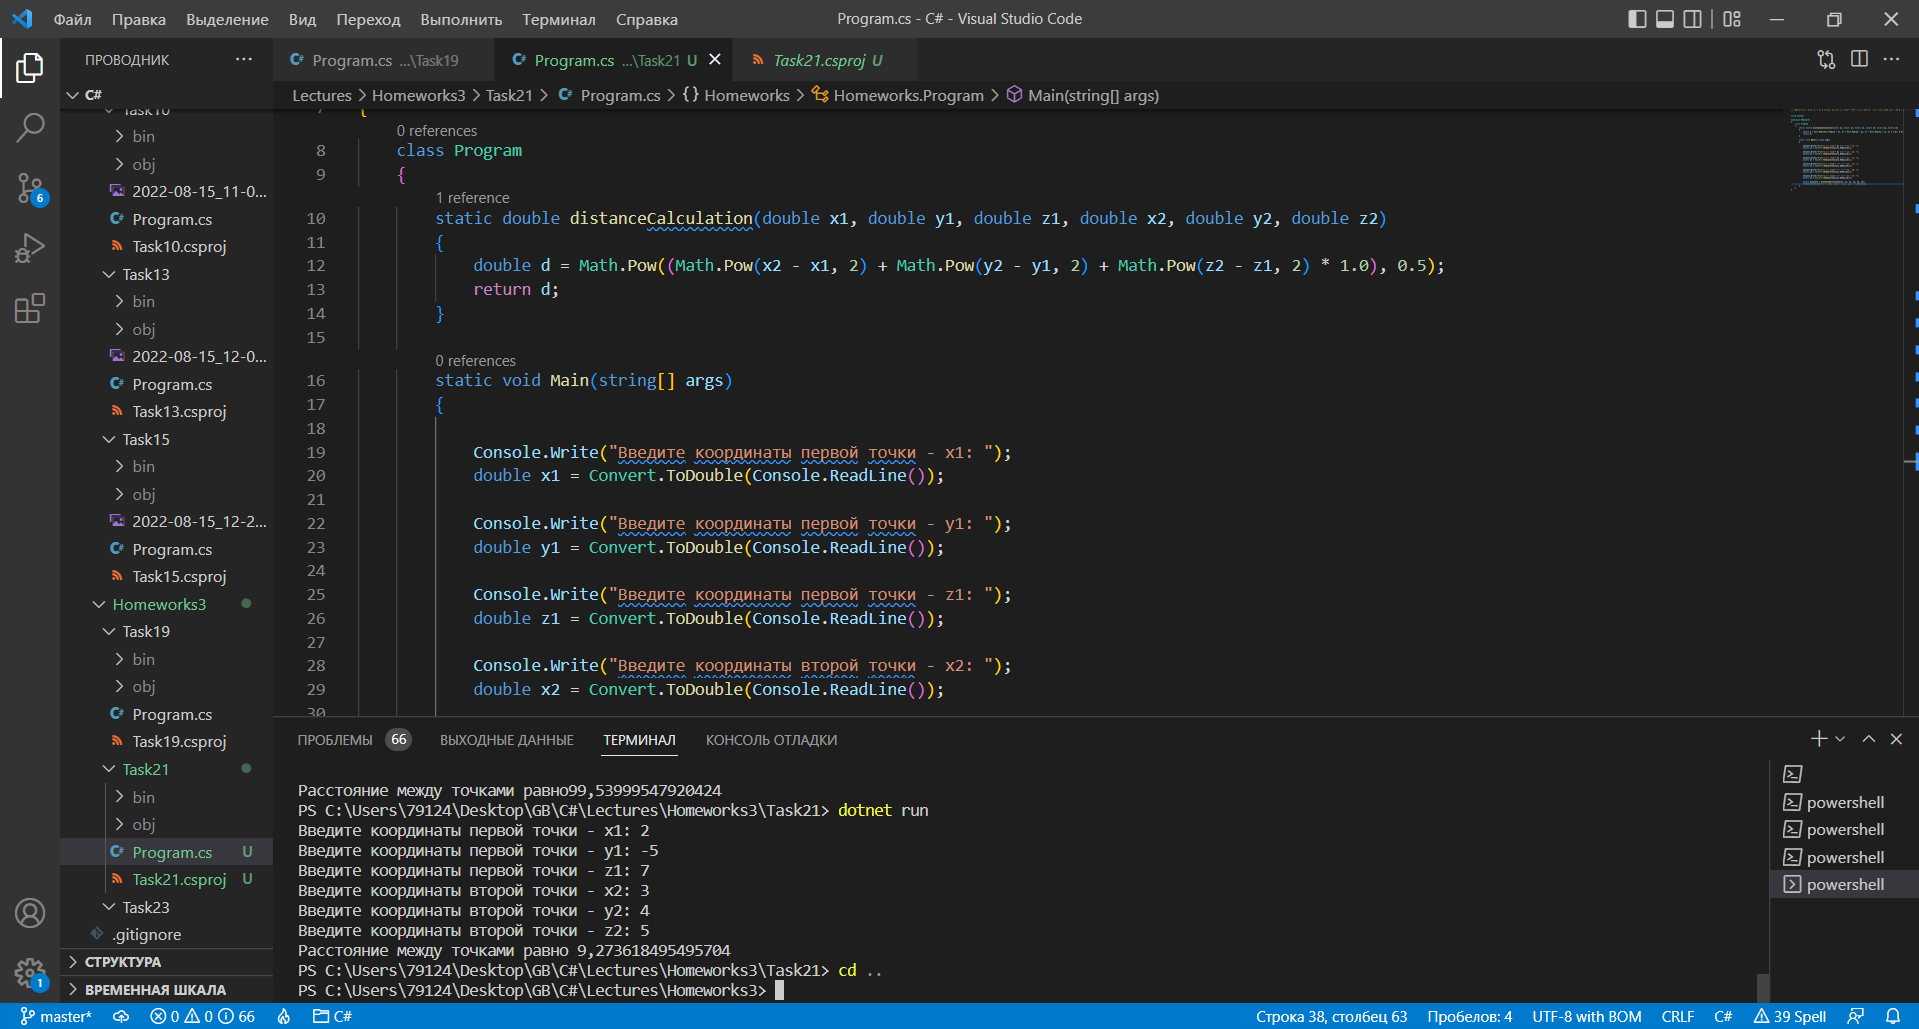 Файл Правка Выделение Вид Переход Выполнить Терминал Справка
Program.cs - C# - Visual Studio Code
ПРОВОДНИК ···
C#
Task10
bin
obj
2022-08-15_11-0...
Program.cs
Task10.csproj
Task13
bin
obj
2022-08-15_12-0...
Program.cs
Task13.csproj
Task15
bin
obj
2022-08-15_12-2...
Program.cs
Task15.csproj
Homeworks3
Task19
bin
obj
Program.cs
Task19.csproj
Task21
bin
obj
Program.cs U
Task21.csproj U
Task23
.gitignore
СТРУКТУРА
ВРЕМЕННАЯ ШКАЛА
6
1
Program.cs ...\Task19
Program.cs ...\Task21 U
Task21.csproj U
Lectures > Homeworks3 > Task21 > Program.cs > {} Homeworks > Homeworks.Program > Main(string[] args)
{
0 references
8 class Program
9 {
1 reference
10 static double distanceCalculation(double x1, double y1, double z1, double x2, double y2, double z2)
11 {
12 double d = Math.Pow((Math.Pow(x2 - x1, 2) + Math.Pow(y2 - y1, 2) + Math.Pow(z2 - z1, 2) * 1.0), 0.5);
13 return d;
14 }
15
0 references
16 static void Main(string[] args)
17 {
18
19 Console.Write("Введите координаты первой точки - x1: ");
20 double x1 = Convert.ToDouble(Console.ReadLine());
21
22 Console.Write("Введите координаты первой точки - y1: ");
23 double y1 = Convert.ToDouble(Console.ReadLine());
24
25 Console.Write("Введите координаты первой точки - z1: ");
26 double z1 = Convert.ToDouble(Console.ReadLine());
27
28 Console.Write("Введите координаты второй точки - x2: ");
29 double x2 = Convert.ToDouble(Console.ReadLine());
30
ПРОБЛЕМЫ 66 ВЫХОДНЫЕ ДАННЫЕ ТЕРМИНАЛ КОНСОЛЬ ОТЛАДКИ
Расстояние между точками равно99,53999547920424
PS C:\Users\79124\Desktop\GB\C#\Lectures\Homeworks3\Task21> dotnet run
Введите координаты первой точки - x1: 2
Введите координаты первой точки - y1: -5
Введите координаты первой точки - z1: 7
Введите координаты второй точки - x2: 3
Введите координаты второй точки - y2: 4
Введите координаты второй точки - z2: 5
Расстояние между точками равно 9,273618495495704
PS C:\Users\79124\Desktop\GB\C#\Lectures\Homeworks3\Task21> cd ..
PS C:\Users\79124\Desktop\GB\C#\Lectures\Homeworks3>
powershell
powershell
powershell
powershell
master* 0 0 66 C# Строка 38, столбец 63 Пробелов: 4 UTF-8 with BOM CRLF C# 39 Spell